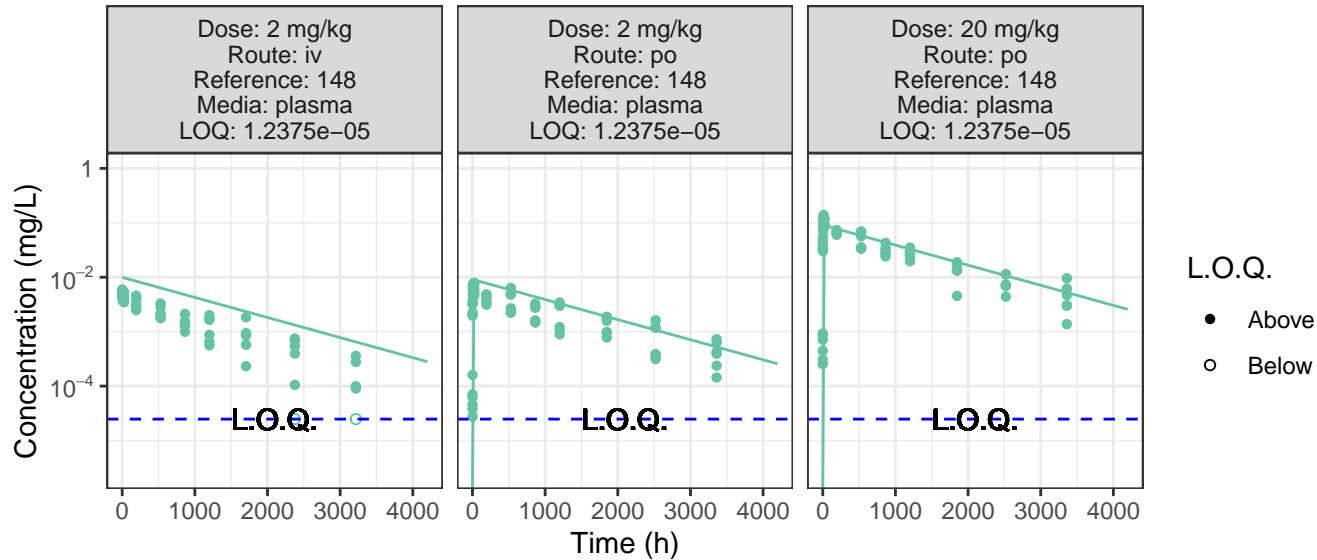 Dose: 2 mg/kg
Route: iv
Reference: 148
Media: plasma
LOQ: 1.2375e−05
Dose: 2 mg/kg
Route: po
Reference: 148
Media: plasma
LOQ: 1.2375e−05
Dose: 20 mg/kg
Route: po
Reference: 148
Media: plasma
LOQ: 1.2375e−05
Concentration (mg/L)
1
10^−2
10^−4
L.O.Q.
L.O.Q.
L.O.Q.
0 1000 2000 3000 4000
0 1000 2000 3000 4000
0 1000 2000 3000 4000
Time (h)
L.O.Q.
Above
Below